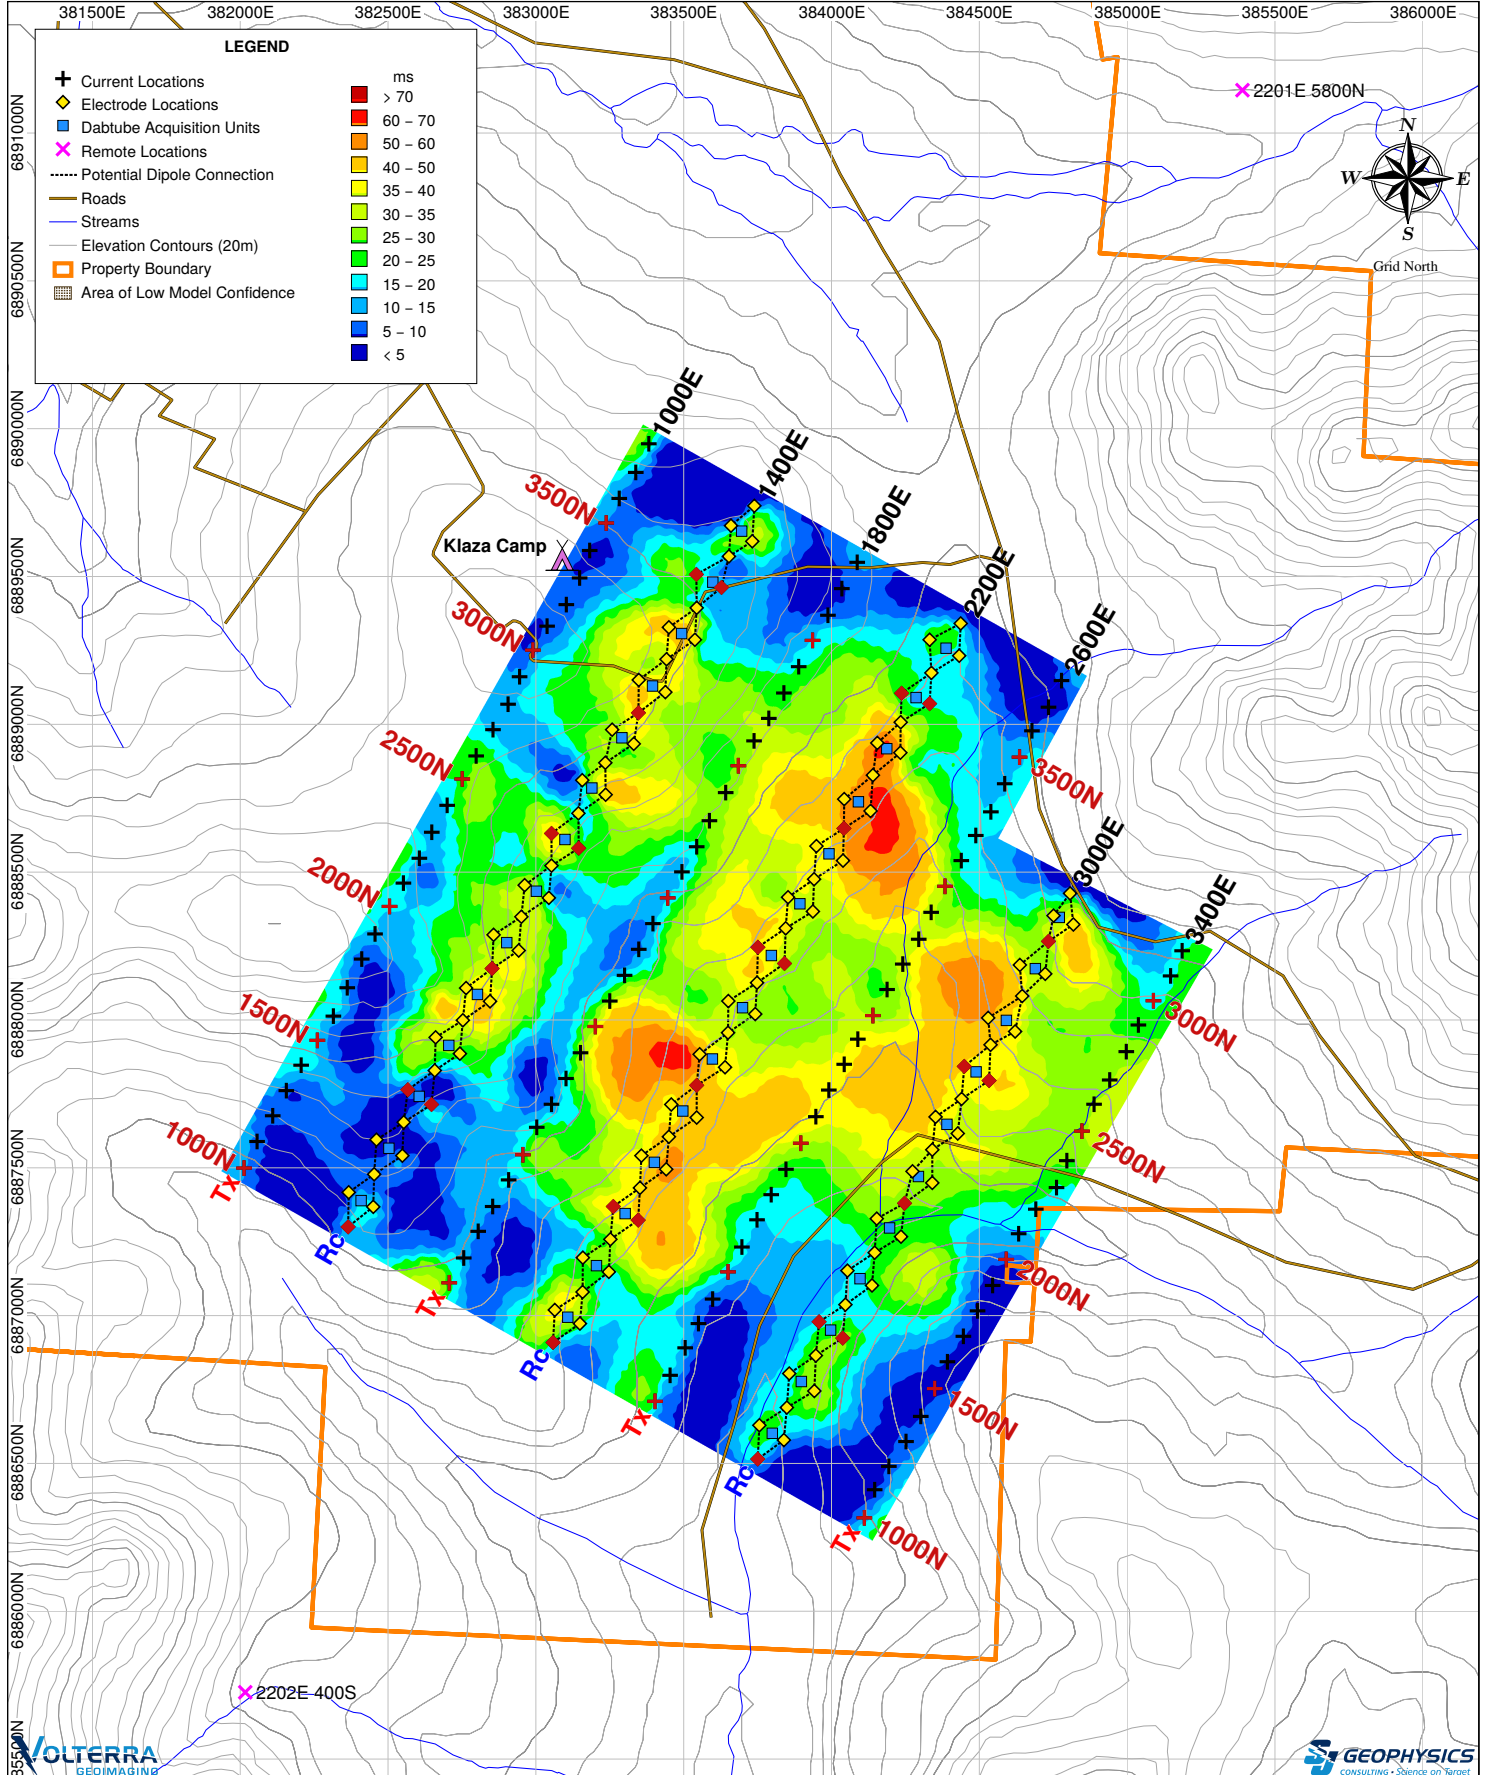 381500E 382000E 382500E 383000E 383500E 384000E 384500E 385000E 385500E 386000E
LEGEND
Current Locations
Electrode Locations
Dabtube Acquisition Units
Remote Locations
Potential Dipole Connection
Roads
Streams
Elevation Contours (20m)
Property Boundary
Area of Low Model Confidence
ms
> 70
60 – 70
50 – 60
40 – 50
35 – 40
30 – 35
25 – 30
20 – 25
15 – 20
10 – 15
5 – 10
< 5
2201E 5800N
N
W E
S
Grid North
6891000N
6890500N
6890000N
6889500N
6889000N
6888500N
6888000N
6887500N
6887000N
6886500N
6886000N
1000E
1400E
1800E
2200E
2600E
3000E
3400E
3500N
Klaza Camp
3000N
2500N
2000N
1500N
1000N
3500N
3000N
2500N
2000N
1500N
1000N
Tx
Rc
Tx
Rc
Tx
Rc
Tx
2202E 400S
VOLTERRA
GEOIMAGING
GEOPHYSICS
CONSULTING • Science on Target